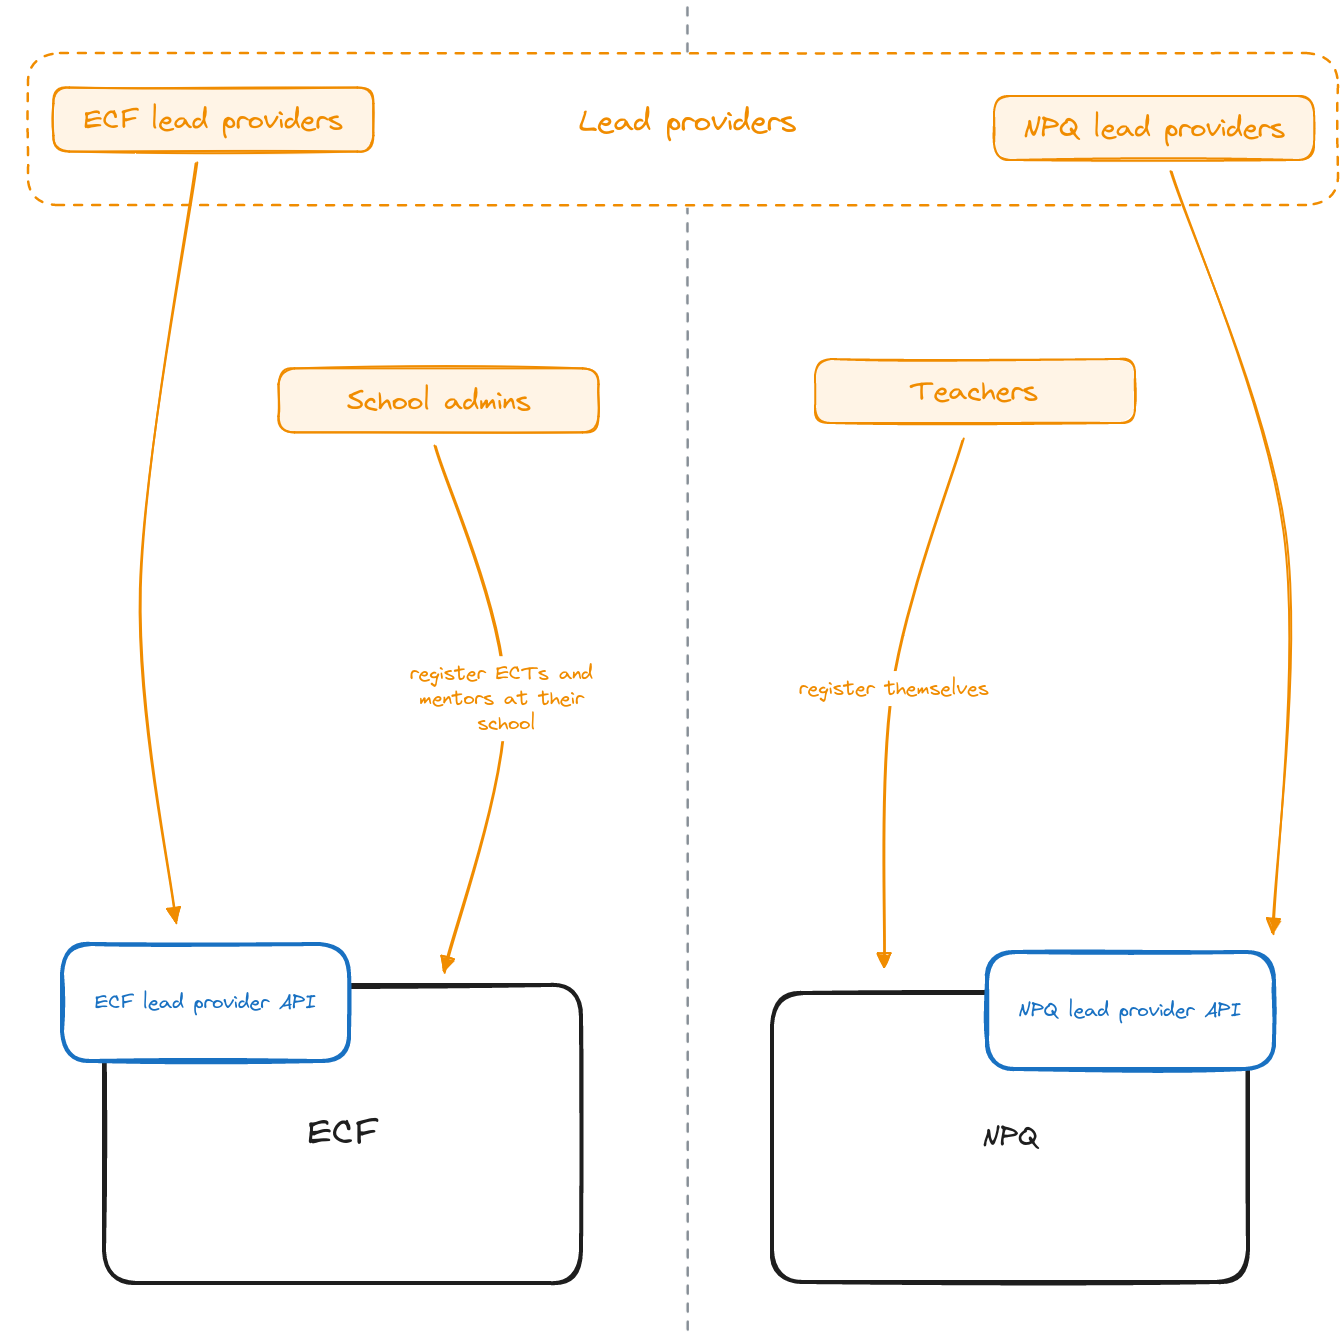 ECF lead providers
Lead providers
NPQ lead providers
School admins
Teachers
register ECTs and
mentors at their
school
register themselves
ECF lead provider API
NPQ lead provider API
ECF
NPQ